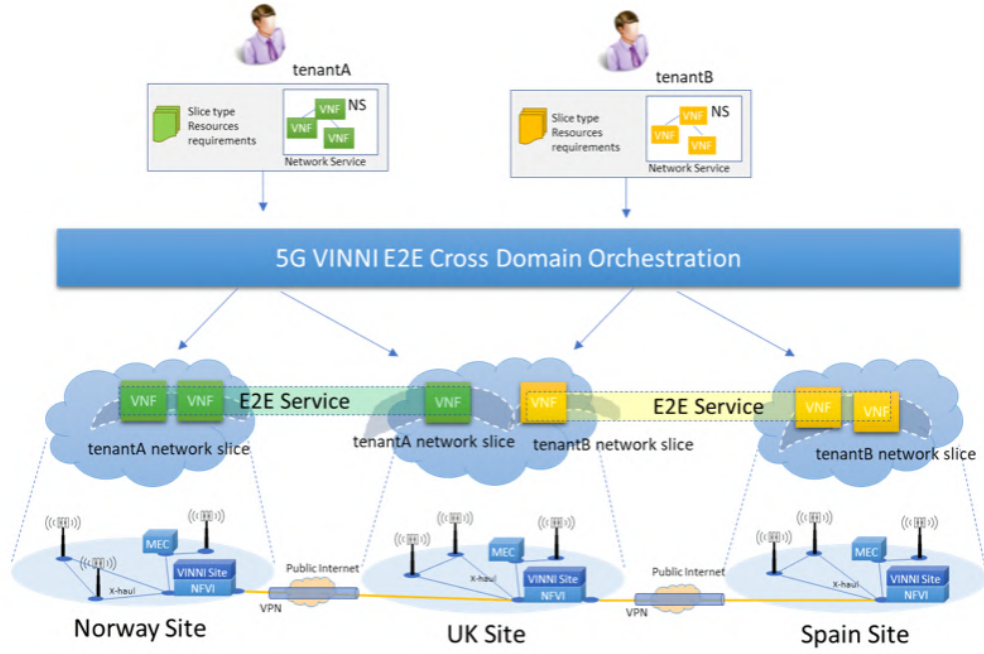 tenantA
tenantB
Slice type
Resources
requirements
VNF
NS
VNF
VNF
Network Service
Slice type
Resources
requirements
VNF
NS
VNF
VNF
Network Service
5G VINNI E2E Cross Domain Orchestration
VNF
VNF
E2E Service
VNF
VNF
E2E Service
VNF
VNF
tenantA network slice
tenantA network slice
tenantB network slice
tenantB network slice
MEC
X-haul
VINNI Site
NFVI
Public Internet
VPN
MEC
X-haul
VINNI Site
NFVI
Public Internet
VPN
MEC
X-haul
VINNI Site
NFVI
Norway Site
UK Site
Spain Site